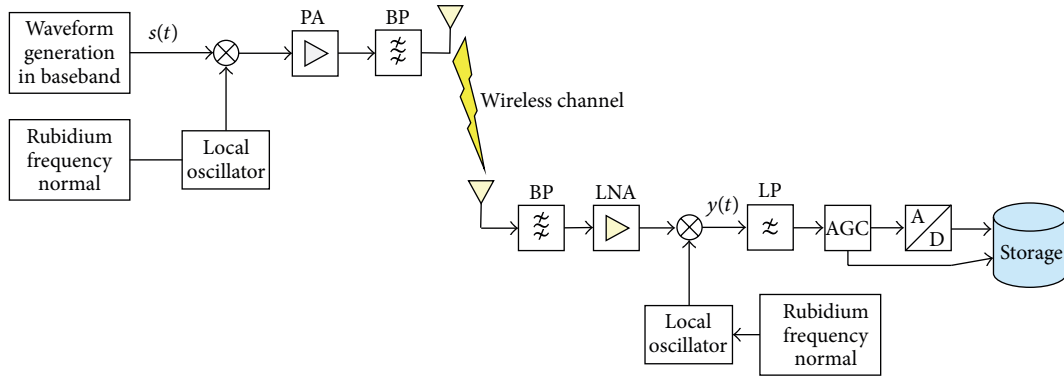 Waveform
generation
in baseband
s(t)
PA
BP
Rubidium
frequency
normal
Local
oscillator
Wireless channel
BP
LNA
y(t)
LP
AGC
A
D
Storage
Local
oscillator
Rubidium
frequency
normal